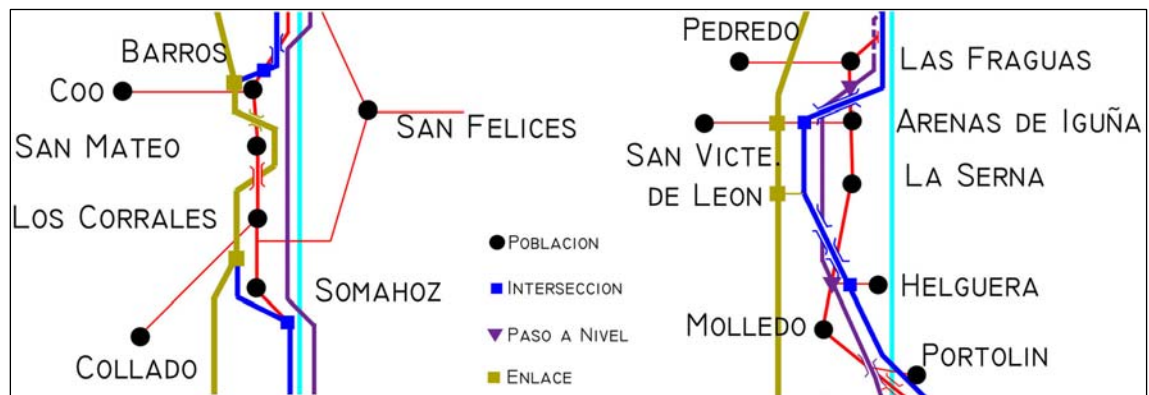 BARROS
COO
SAN MATEO
SAN FELICES
LOS CORRALES
SOMAHOZ
COLLADO
POBLACION
INTERSECCION
PASO A NIVEL
ENLACE
PEDREDO
LAS FRAGUAS
ARENAS DE IGUÑA
SAN VICTE.
DE LEON
LA SERNA
HELGUERA
MOLLEDO
PORTOLIN